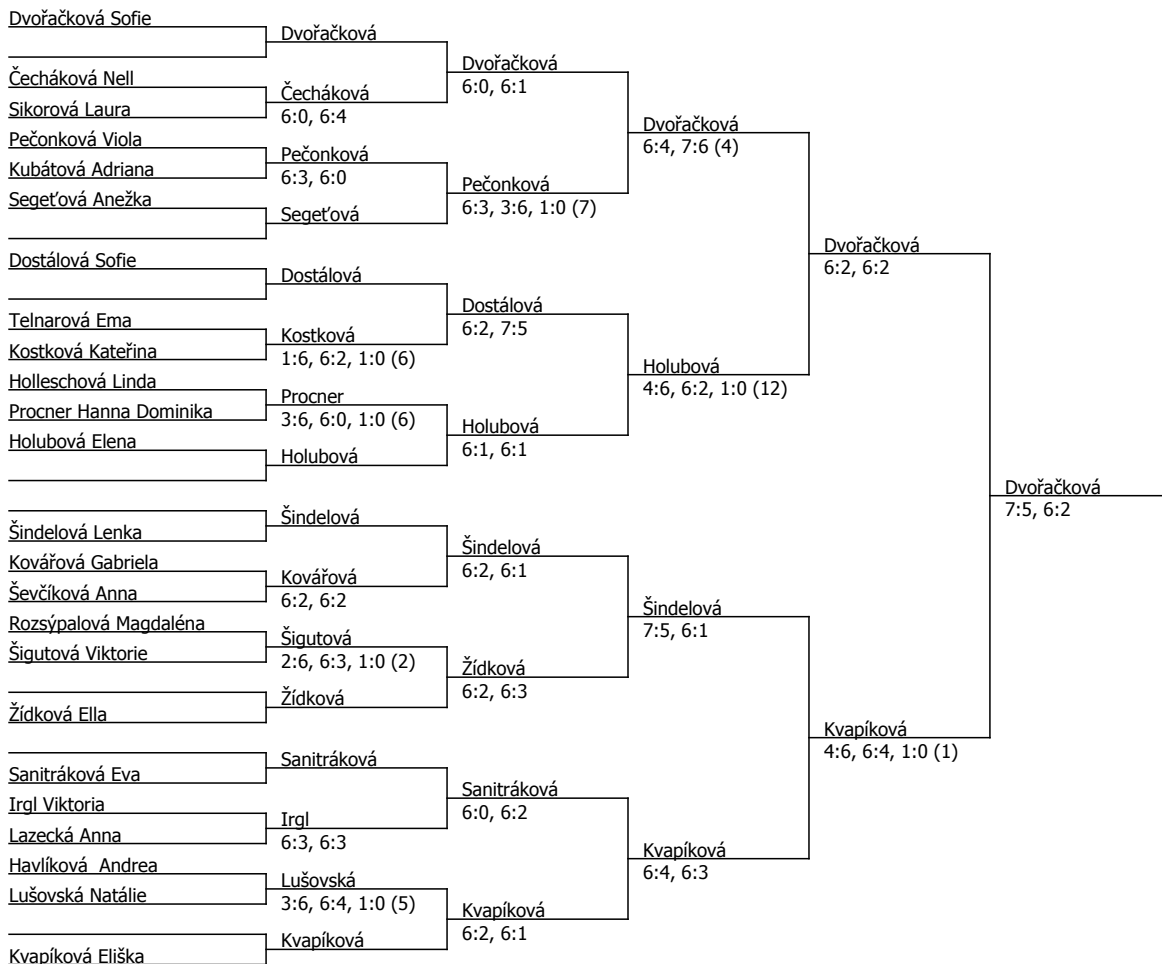 Dvořáčková Sofie
Čecháková Nell
Sikorová Laura
Pečonková Viola
Kubátová Adriana
Segeťová Anežka
Dostálová Sofie
Telnarová Ema
Kostková Kateřina
Holleschová Linda
Procner Hanna Dominika
Holubová Elena
Šindelová Lenka
Kovářová Gabriela
Ševčíková Anna
Rozsýpalová Magdaléna
Šigutová Viktorie
Žídková Ella
Sanitráková Eva
Irgl Viktoria
Lazecká Anna
Havlíková  Andrea
Lušovská Natálie
Kvapíková Eliška
Dvořačková
Čecháková
6:0, 6:4
Pečonková
6:3, 6:0
Segeťová
Dostálová
Kostková
1:6, 6:2, 1:0 (6)
Procner
3:6, 6:0, 1:0 (6)
Holubová
Šindelová
Kovářová
6:2, 6:2
Šigutová
2:6, 6:3, 1:0 (2)
Žídková
Sanitráková
Irgl
6:3, 6:3
Lušovská
3:6, 6:4, 1:0 (5)
Kvapíková
Dvořačková
6:0, 6:1
Pečonková
6:3, 3:6, 1:0 (7)
Dostálová
6:2, 7:5
Holubová
6:1, 6:1
Šindelová
6:2, 6:1
Žídková
6:2, 6:3
Sanitráková
6:0, 6:2
Kvapíková
6:2, 6:1
Dvořačková
6:4, 7:6 (4)
Holubová
4:6, 6:2, 1:0 (12)
Šindelová
7:5, 6:1
Kvapíková
6:4, 6:3
Dvořačková
6:2, 6:2
Kvapíková
4:6, 6:4, 1:0 (1)
Dvořačková
7:5, 6:2